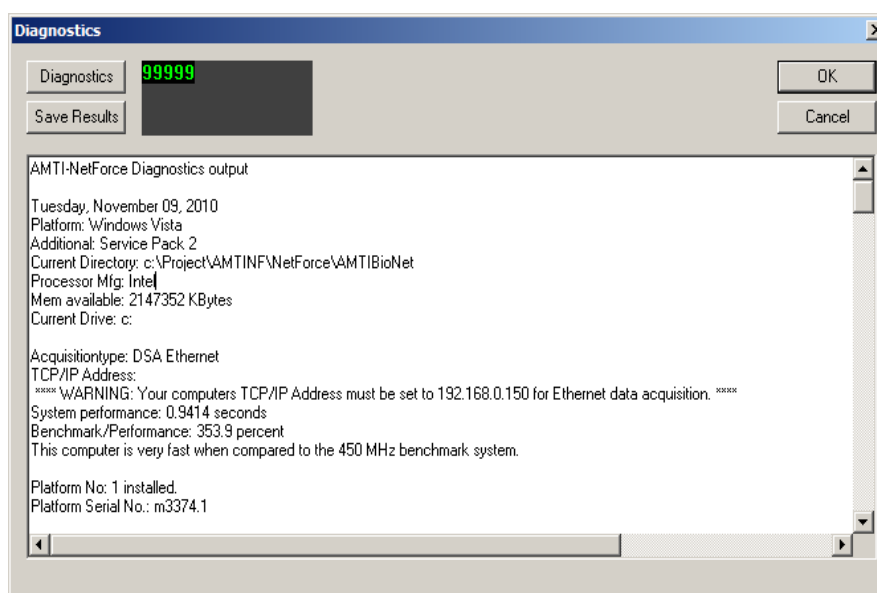 Diagnostics
Diagnostics
99999
OK
Save Results
Cancel
AMTI-NetForce Diagnostics output
Tuesday, November 09, 2010
Platform: Windows Vista
Additional: Service Pack 2
Current Directory: c:\Project\AMTINF\NetForce\AMTIBioNet
Processor Mfg: Intel
Mem available: 2147352 KBytes
Current Drive: c:
Acquisitiontype: DSA Ethernet
TCP/IP Address:
**** WARNING: Your computers TCP/IP Address must be set to 192.168.0.150 for Ethernet data acquisition. ****
System performance: 0.9414 seconds
Benchmark/Performance: 353.9 percent
This computer is very fast when compared to the 450 MHz benchmark system.
Platform No: 1 installed.
Platform Serial No.: m3374.1